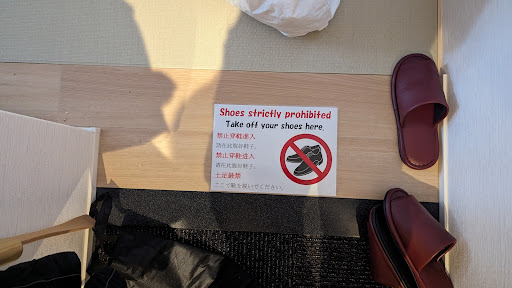 Shoes strictly prohibited
Take off your shoes here.
禁止穿鞋進入
請在此脱掉鞋子。
禁止穿鞋进入
请在此脱掉鞋子。
土足厳禁
ここで靴を脱いでください。